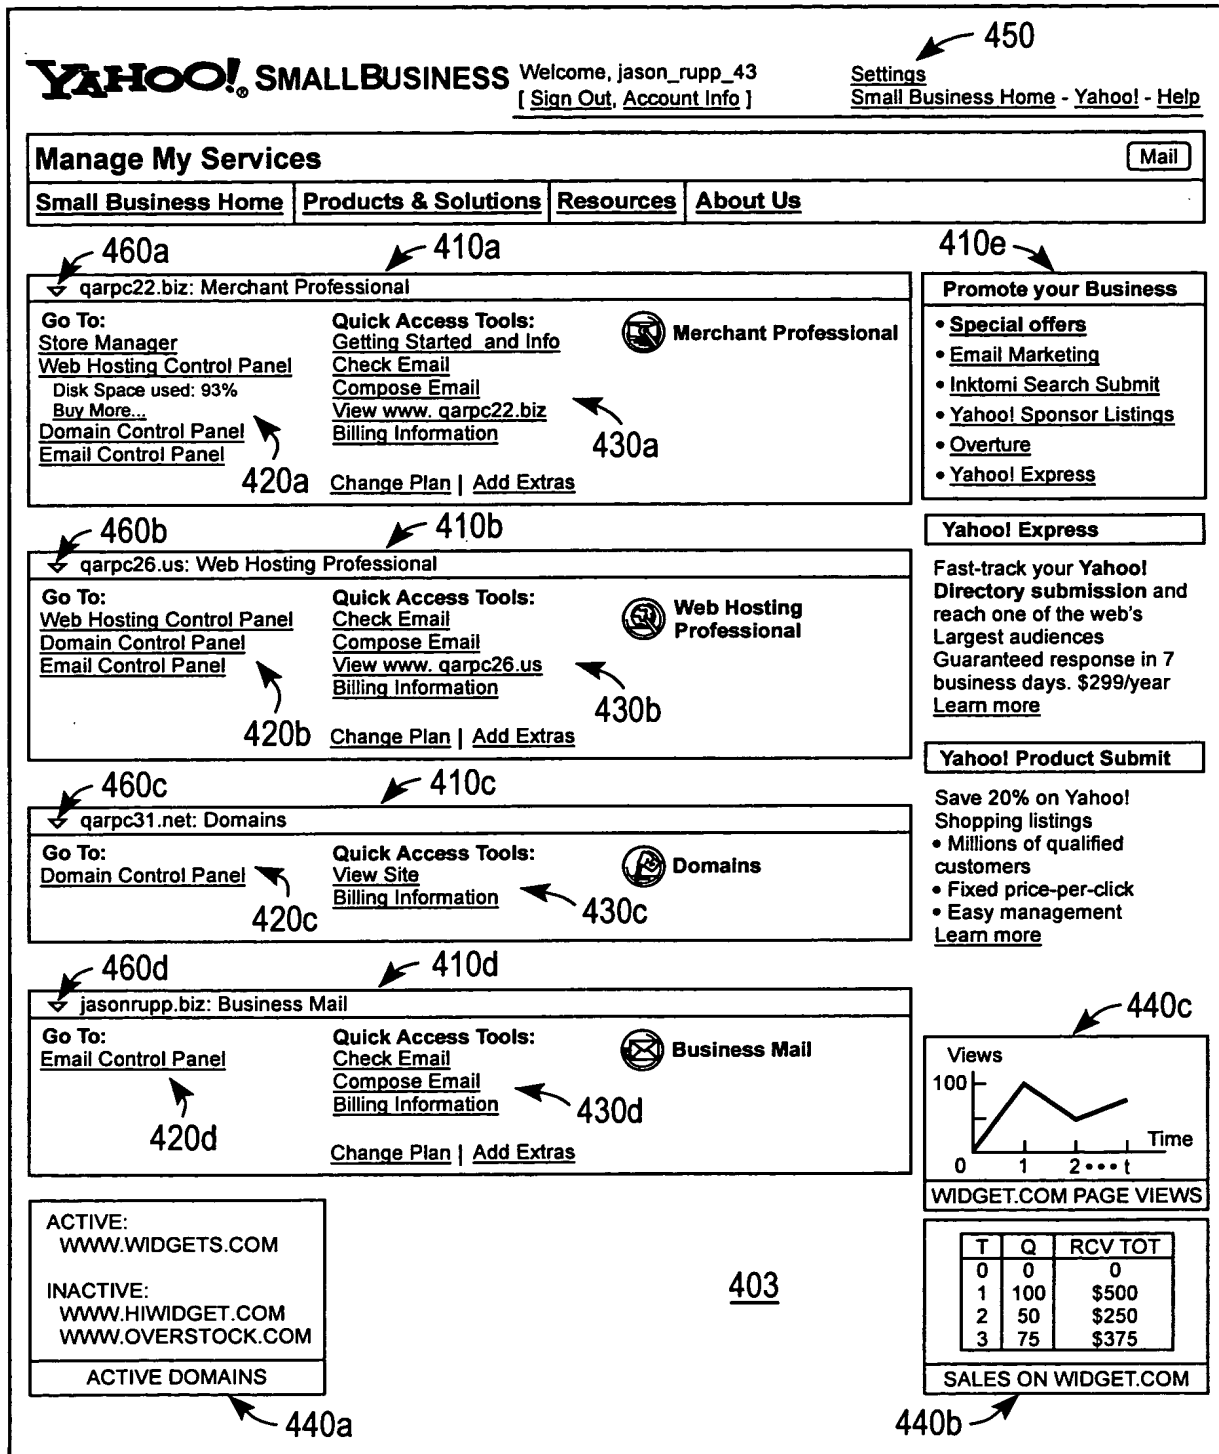 450
YAHOO!® SMALLBUSINESS
Welcome, jason_rupp_43
[ Sign Out, Account Info ]
Settings
Small Business Home - Yahoo! - Help
Manage My Services
Mail
Small Business Home
Products & Solutions
Resources
About Us
460a
410a
qarpc22.biz: Merchant Professional
Go To:
Store Manager
Web Hosting Control Panel
Disk Space used: 93%
Buy More...
Domain Control Panel
Email Control Panel
420a
Quick Access Tools:
Getting Started and Info
Check Email
Compose Email
View www. qarpc22.biz
Billing Information
430a
Change Plan | Add Extras
Merchant Professional
410e
Promote your Business
• Special offers
• Email Marketing
• Inktomi Search Submit
• Yahoo! Sponsor Listings
• Overture
• Yahoo! Express
460b
410b
qarpc26.us: Web Hosting Professional
Go To:
Web Hosting Control Panel
Domain Control Panel
Email Control Panel
420b
Quick Access Tools:
Check Email
Compose Email
View www. qarpc26.us
Billing Information
430b
Change Plan | Add Extras
Web Hosting
Professional
Yahoo! Express
Fast-track your Yahoo!
Directory submission and
reach one of the web's
Largest audiences
Guaranteed response in 7
business days. $299/year
Learn more
460c
410c
qarpc31.net: Domains
Go To:
Domain Control Panel
420c
Quick Access Tools:
View Site
Billing Information
430c
Domains
Yahoo! Product Submit
Save 20% on Yahoo!
Shopping listings
• Millions of qualified
customers
• Fixed price-per-click
• Easy management
Learn more
460d
410d
jasonrupp.biz: Business Mail
Go To:
Email Control Panel
420d
Quick Access Tools:
Check Email
Compose Email
Billing Information
430d
Change Plan | Add Extras
Business Mail
440c
Views
100
Time
0 1 2 ••• t
WIDGET.COM PAGE VIEWS
ACTIVE:
WWW.WIDGETS.COM
INACTIVE:
WWW.HIWIDGET.COM
WWW.OVERSTOCK.COM
ACTIVE DOMAINS
440a
403
T Q RCV TOT
0 0 0
1 100 $500
2 50 $250
3 75 $375
SALES ON WIDGET.COM
440b